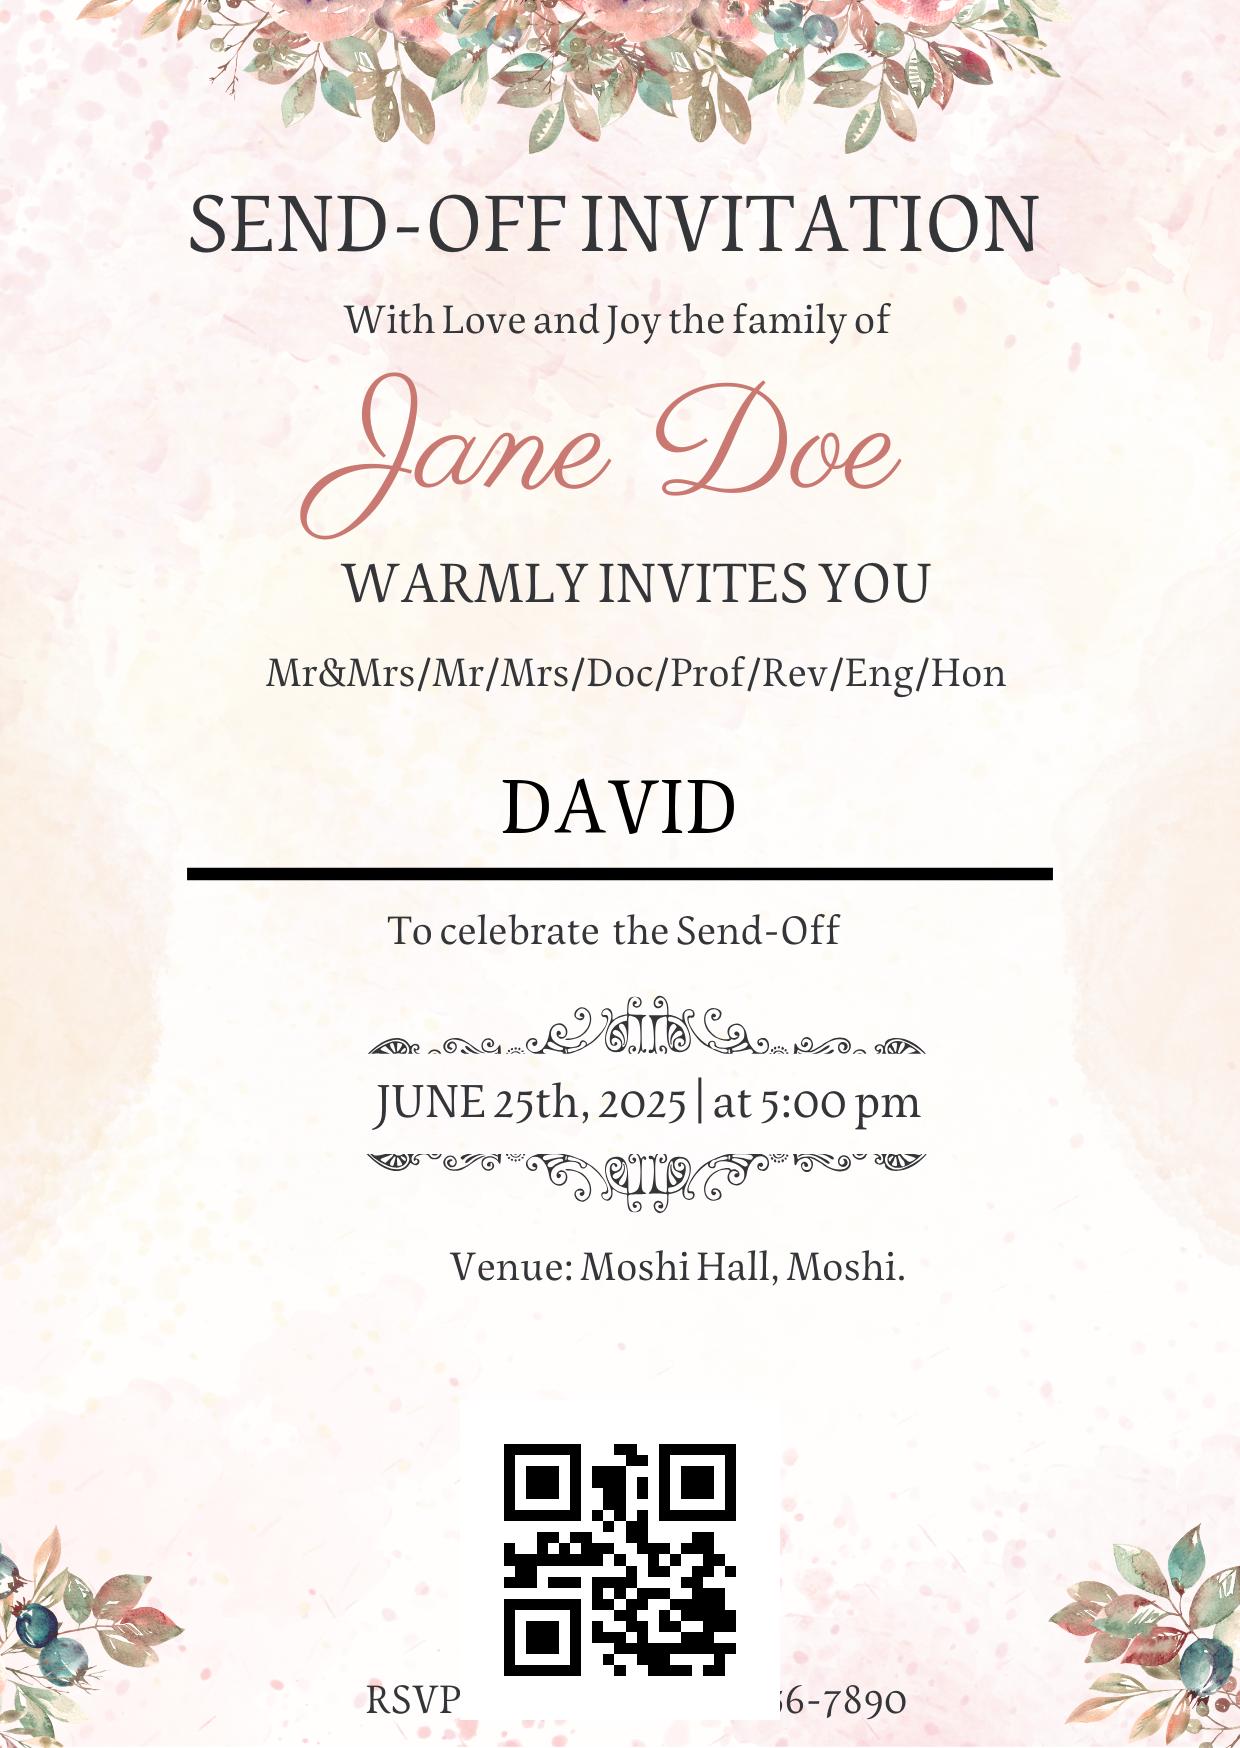 SEND-OFF INVITATION
With Love and Joy the family of
Jane Doe
WARMLY INVITES YOU
Mr&Mrs/Mr/Mrs/Doc/Prof/Rev/Eng/Hon
DAVID
To celebrate the Send-Off
JUNE 25th, 2025 | at 5:00 pm
Venue: Moshi Hall, Moshi.
RSVP 6-7890